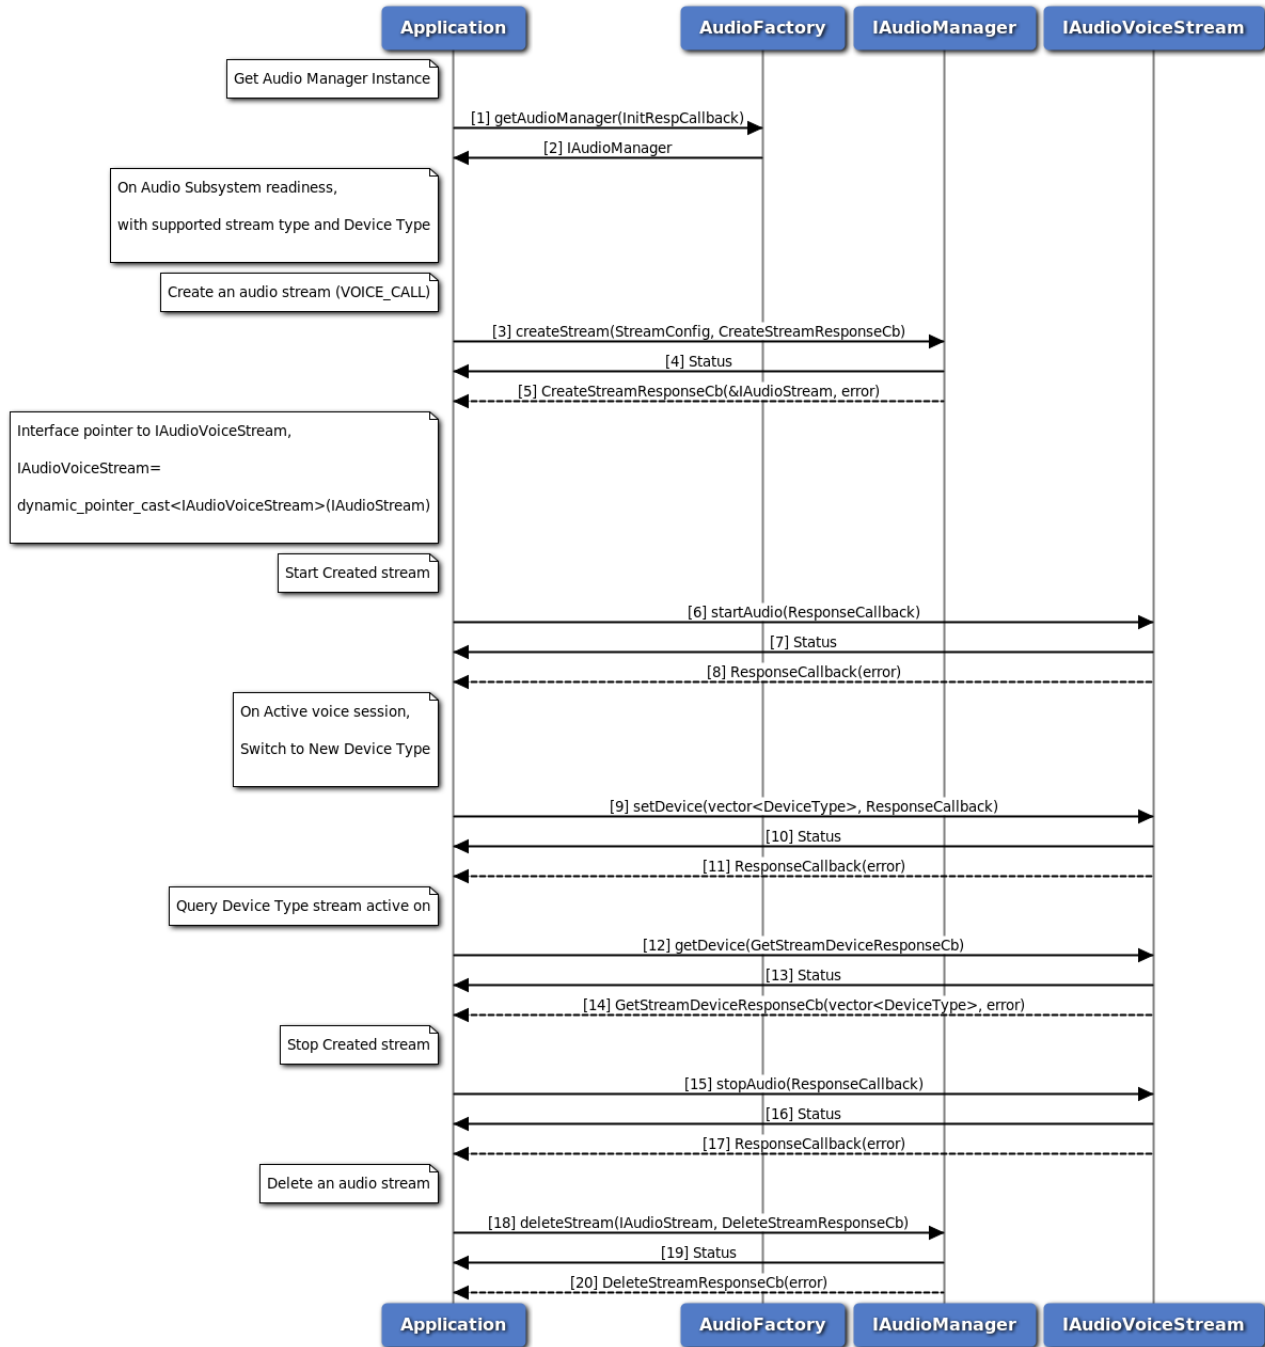 Application
AudioFactory
IAudioManager
IAudioVoiceStream
Get Audio Manager Instance
[1] getAudioManager(InitRespCallback)
[2] IAudioManager
On Audio Subsystem readiness,
with supported stream type and Device Type
Create an audio stream (VOICE_CALL)
[3] createStream(StreamConfig, CreateStreamResponseCb)
[4] Status
[5] CreateStreamResponseCb(&IAudioStream, error)
Interface pointer to IAudioVoiceStream,
IAudioVoiceStream=
dynamic_pointer_cast<IAudioVoiceStream>(IAudioStream)
Start Created stream
[6] startAudio(ResponseCallback)
[7] Status
[8] ResponseCallback(error)
On Active voice session,
Switch to New Device Type
[9] setDevice(vector<DeviceType>, ResponseCallback)
[10] Status
[11] ResponseCallback(error)
Query Device Type stream active on
[12] getDevice(GetStreamDeviceResponseCb)
[13] Status
[14] GetStreamDeviceResponseCb(vector<DeviceType>, error)
Stop Created stream
[15] stopAudio(ResponseCallback)
[16] Status
[17] ResponseCallback(error)
Delete an audio stream
[18] deleteStream(IAudioStream, DeleteStreamResponseCb)
[19] Status
[20] DeleteStreamResponseCb(error)
Application
AudioFactory
IAudioManager
IAudioVoiceStream